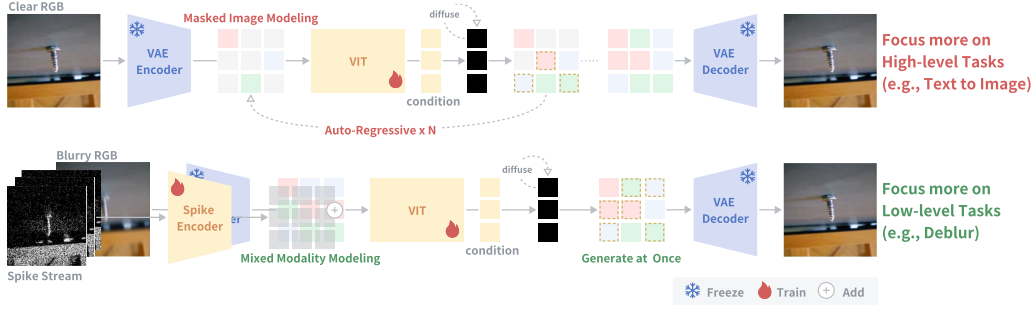 Clear RGB
Masked Image Modeling
diffuse
VAE
Encoder
VIT
condition
Auto-Regressive x N
VAE
Decoder
Focus more on
High-level Tasks
(e.g., Text to Image)
Blurry RGB
Spike
Encoder
Spike Stream
Mixed Modality Modeling
VIT
condition
diffuse
Generate at Once
VAE
Decoder
Focus more on
Low-level Tasks
(e.g., Deblur)
Freeze
Train
Add